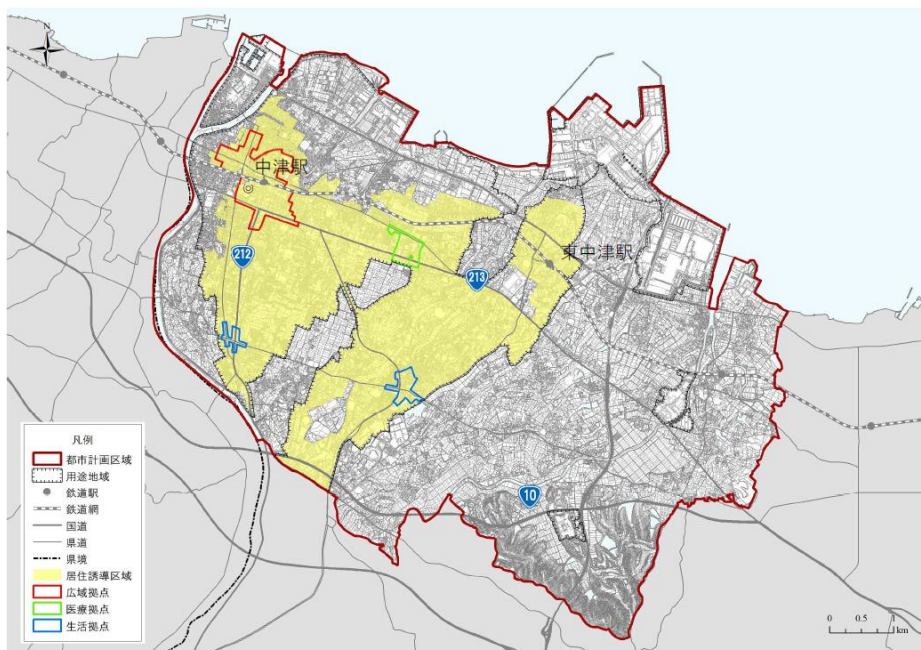 N
中津駅
212
213
東中津駅
10
凡例
都市計画区域
用途地域
鉄道駅
鉄道網
国道
県道
県境
居住誘導区域
広域拠点
医療拠点
生活拠点
0 0.5 1
km